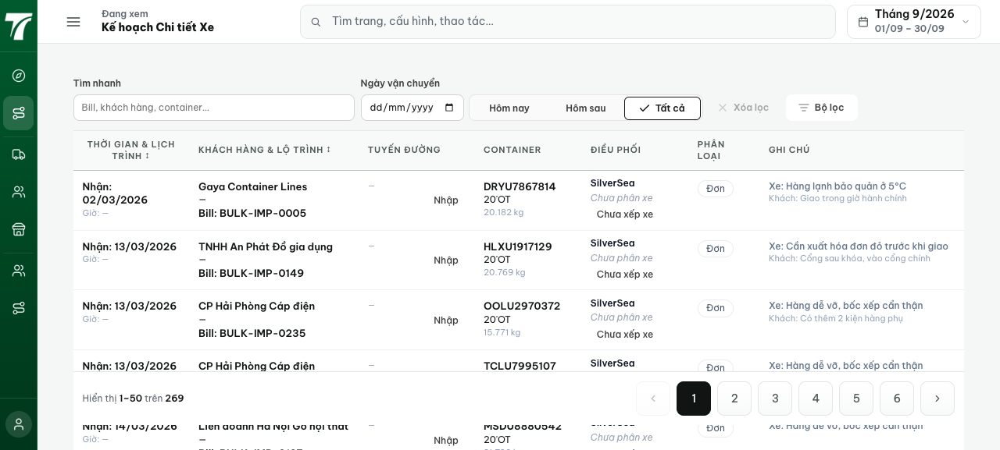 Đang xem
Kế hoạch Chi tiết Xe
Tìm trang, cấu hình, thao tác...
Tháng 9/2026
01/09 – 30/09
Tìm nhanh
Ngày vận chuyển
Bill, khách hàng, container...
dd/mm/yyyy
Hôm nay
Hôm sau
Tất cả
Xóa lọc
Bộ lọc
THỜI GIAN & LỊCH TRÌNH ↕
KHÁCH HÀNG & LỘ TRÌNH ↕
TUYẾN ĐƯỜNG
CONTAINER
ĐIỀU PHỐI
PHÂN LOẠI
GHI CHÚ
Nhận: 02/03/2026
Giờ: —
Gaya Container Lines
—
Bill: BULK-IMP-0005
—
Nhập
DRYU7867814
20'OT
20.182 kg
SilverSea
Chưa phân xe
Chưa xếp xe
Đơn
Xe: Hàng lạnh bảo quản ở 5°C
Khách: Giao trong giờ hành chính
Nhận: 13/03/2026
Giờ: —
TNHH An Phát Đồ gia dụng
—
Bill: BULK-IMP-0149
—
Nhập
HLXU1917129
20'OT
20.769 kg
SilverSea
Chưa phân xe
Chưa xếp xe
Đơn
Xe: Cần xuất hóa đơn đỏ trước khi giao
Khách: Cổng sau khóa, vào cổng chính
Nhận: 13/03/2026
Giờ: —
CP Hải Phòng Cáp điện
—
Bill: BULK-IMP-0235
—
Nhập
OOLU2970372
20'OT
15.771 kg
SilverSea
Chưa phân xe
Chưa xếp xe
Đơn
Xe: Hàng dễ vỡ, bốc xếp cẩn thận
Khách: Có thêm 2 kiện hàng phụ
Nhận: 13/03/2026
CP Hải Phòng Cáp điện
—
TCLU7995107
SilverSea
Đơn
Xe: Hàng dễ vỡ, bốc xếp cẩn thận
Hiển thị 1–50 trên 269
‹
1
2
3
4
5
6
›
Nhận: 14/03/2026
Giờ: —
Liên doanh Hà Nội Gỗ nội thất
—
—
Nhập
MSDU8880542
20'OT
SilverSea
Chưa phân xe
Đơn
Xe: Hàng dễ vỡ, bốc xếp cẩn thận